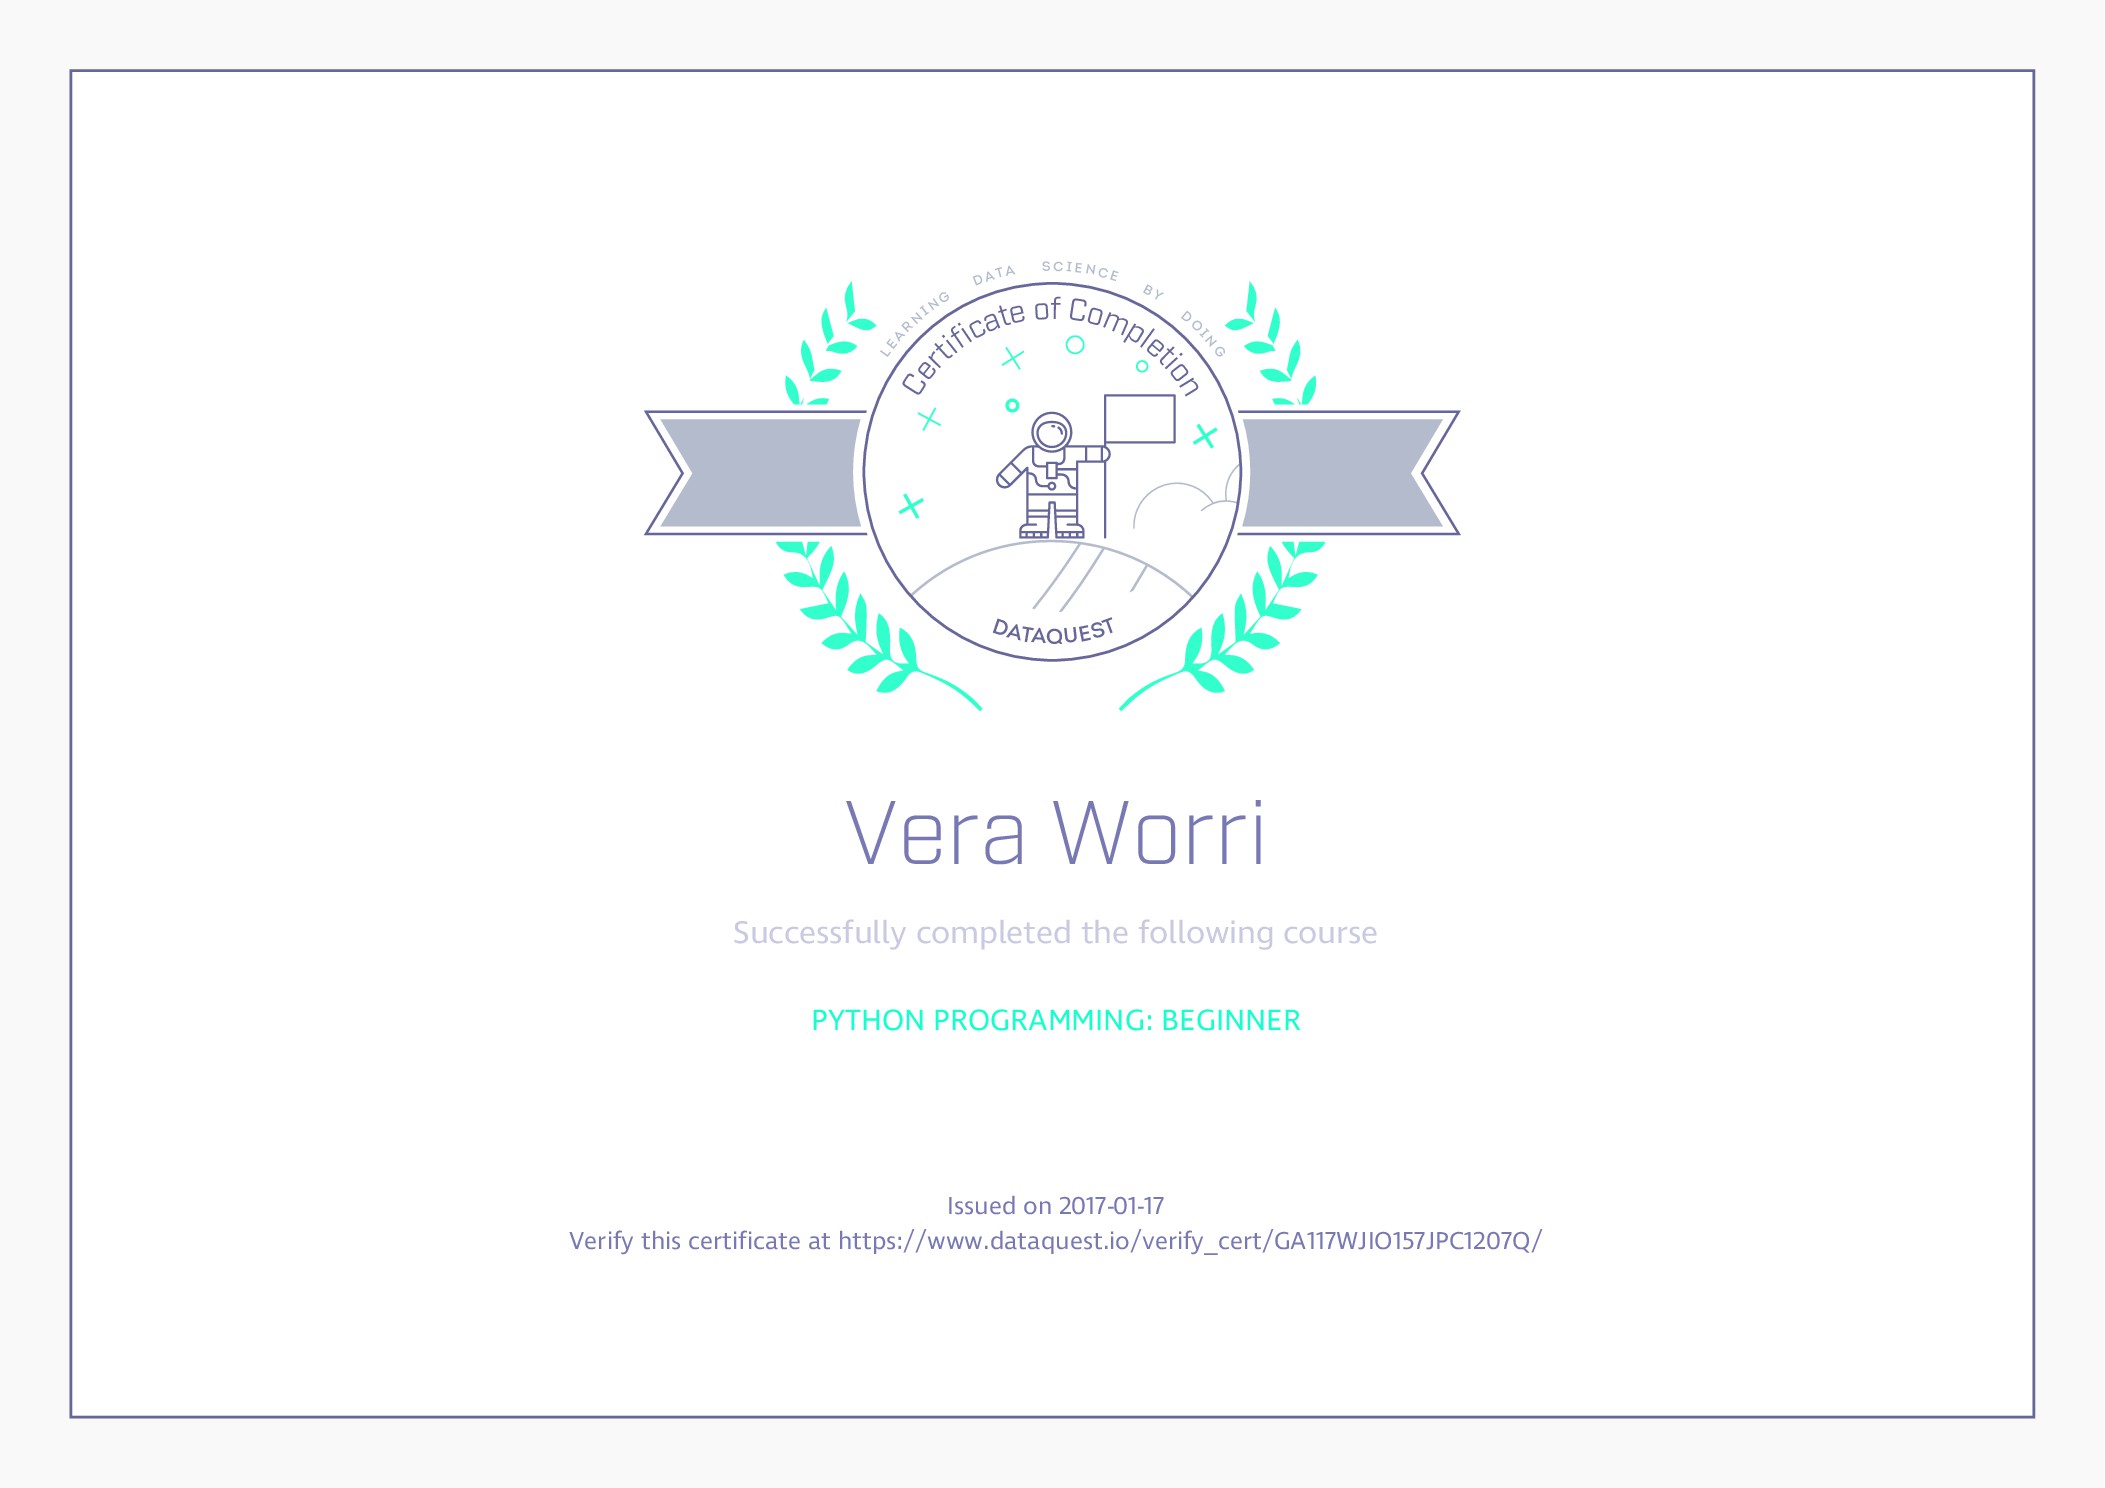 LEARNING DATA SCIENCE BY DOING
Certificate of Completion
DATAQUEST
Vera Worri
Successfully completed the following course
PYTHON PROGRAMMING: BEGINNER
Issued on 2017-01-17
Verify this certificate at https://www.dataquest.io/verify_cert/GA117WJIO157JPC1207Q/